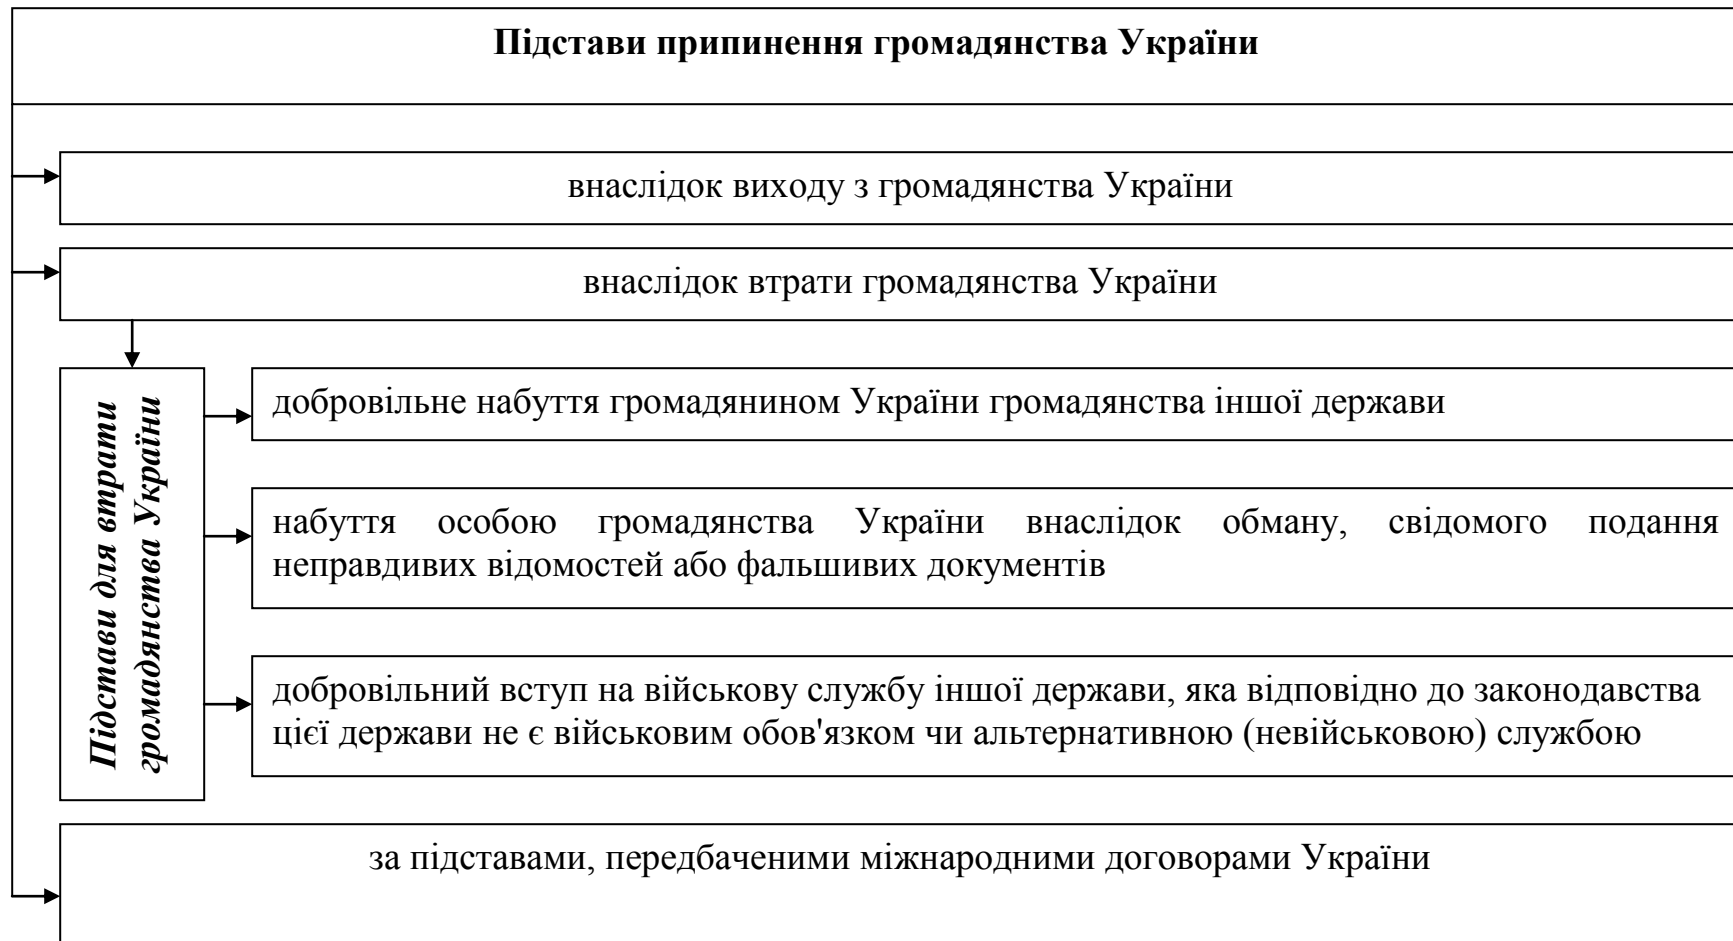 Підстави припинення громадянства України
внаслідок виходу з громадянства України
внаслідок втрати громадянства України
Підстави для втрати
громадянства України
добровільне набуття громадянином України громадянства іншої держави
набуття особою громадянства України внаслідок обману, свідомого подання
неправдивих відомостей або фальшивих документів
добровільний вступ на військову службу іншої держави, яка відповідно до законодавства
цієї держави не є військовим обов'язком чи альтернативною (невійськовою) службою
за підставами, передбаченими міжнародними договорами України